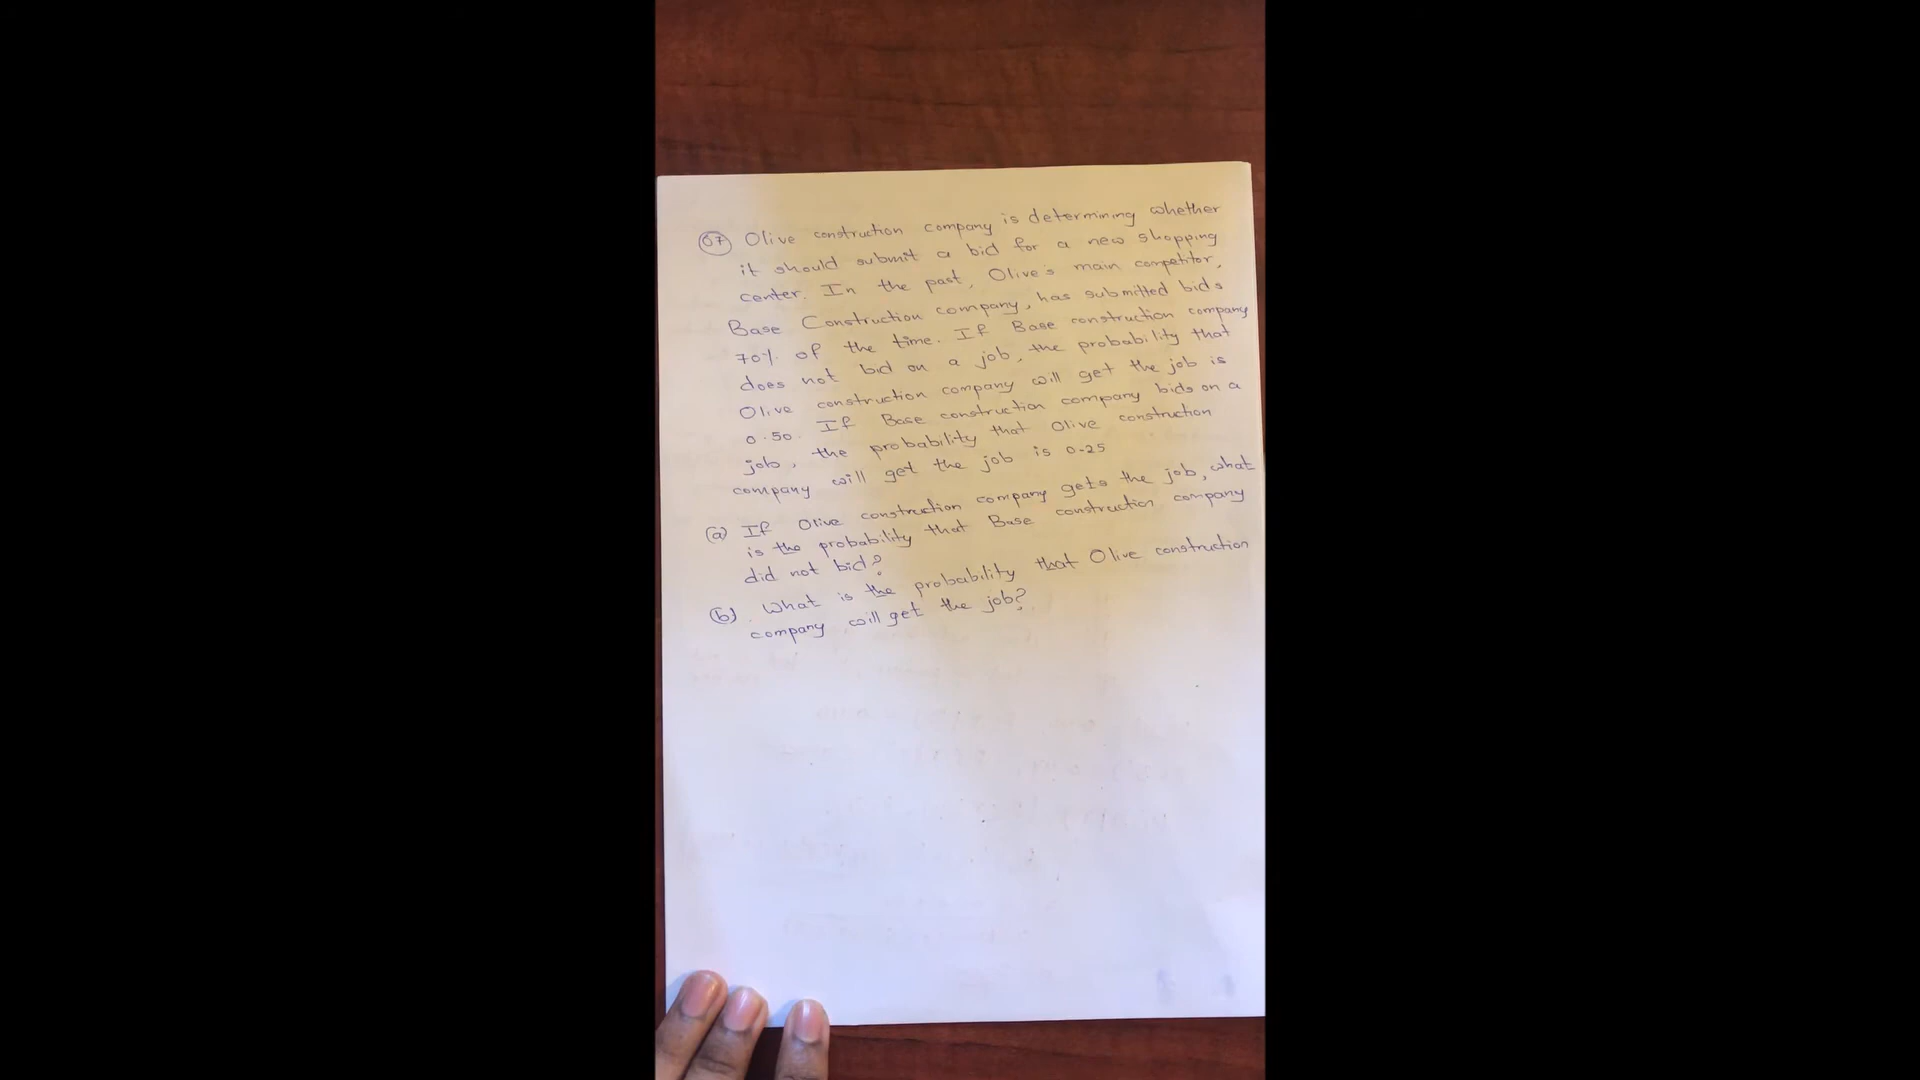 07 Olive construction company is determining whether
it should submit a bid for a new shopping
center. In the past, Olive's main competitor,
Base Construction company, has submitted bids
70% of the time. If Base construction company
does not bid on a job, the probability that
Olive construction company will get the job is
0.50. If Base construction company bids on a
job, the probability that Olive construction
company will get the job is 0.25
(a) If Olive construction company gets the job, what
is the probability that Base construction company
did not bid?
(b) What is the probability that Olive construction
company will get the job?